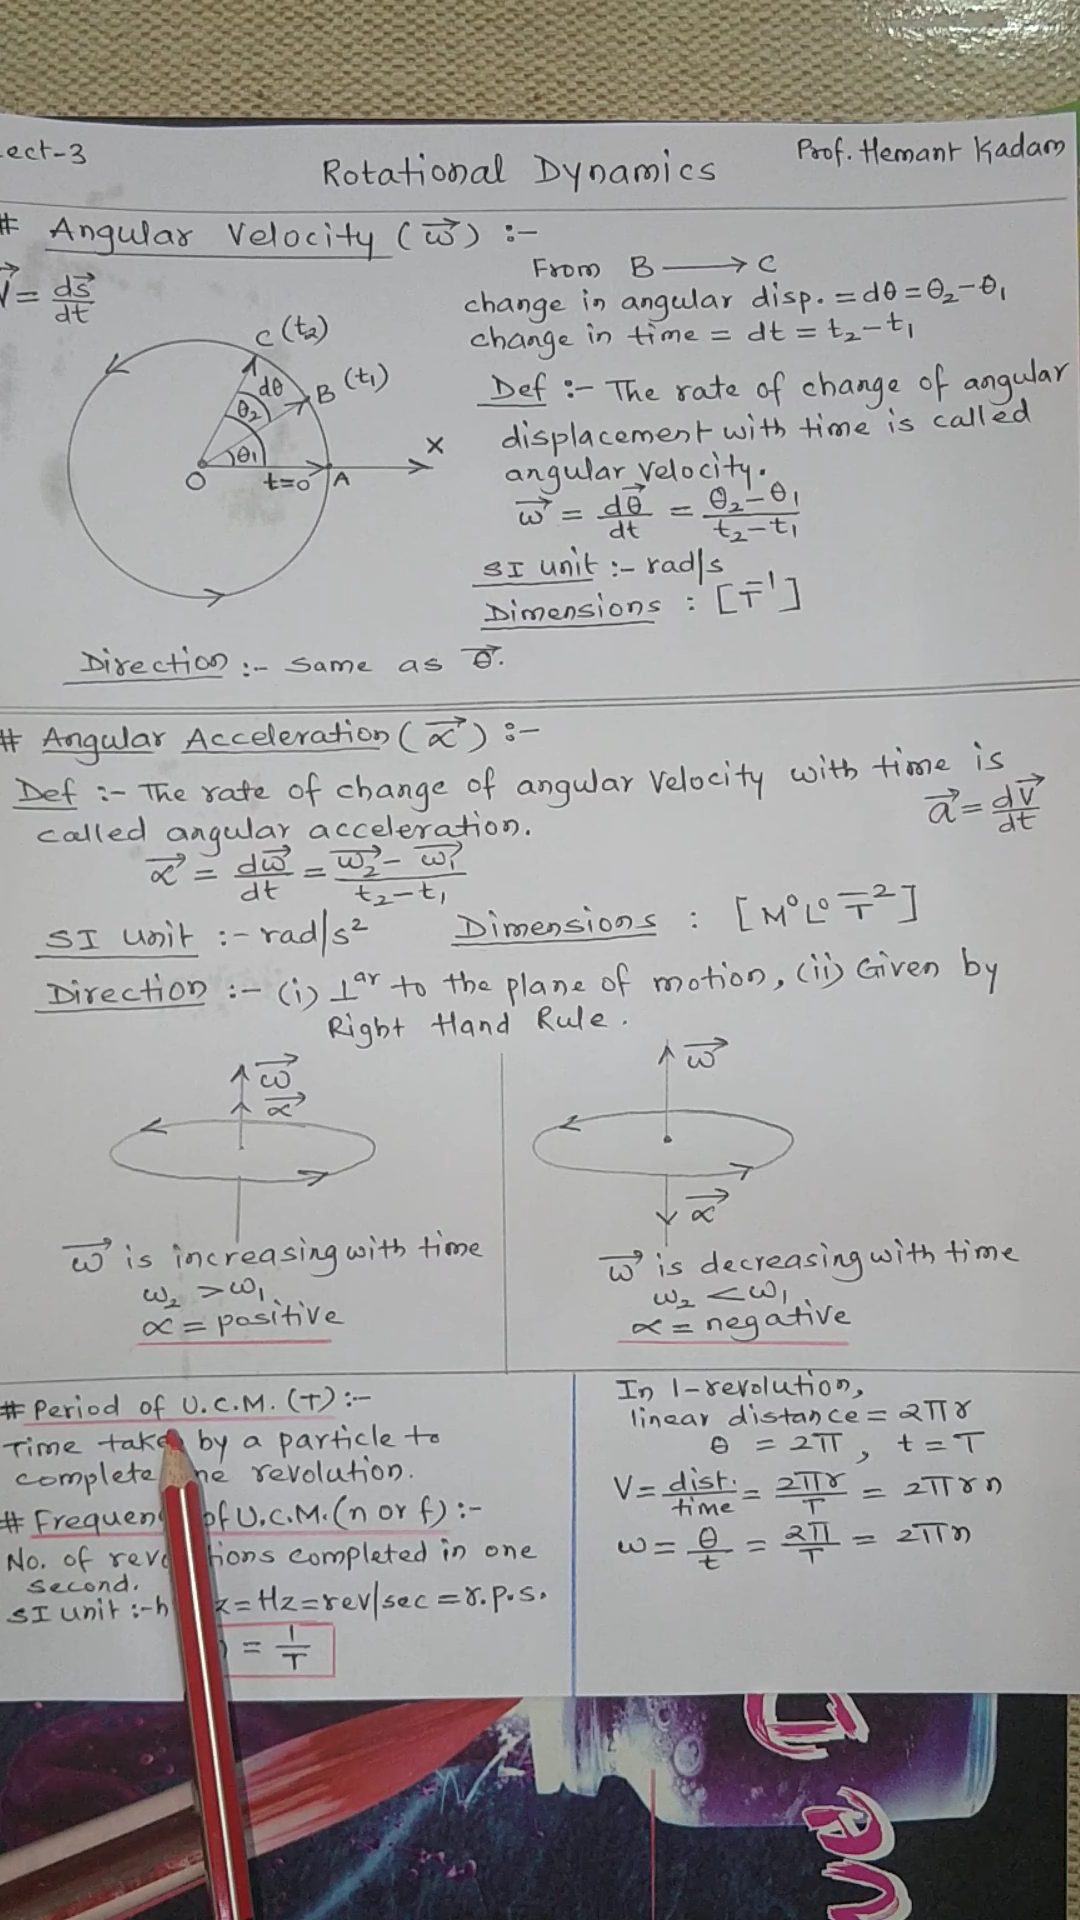 ect-3
Rotational Dynamics
Prof. Hemant Kadam
# Angular Velocity (ω⃗) :-
V⃗ = ds⃗/dt
From B ⟶ C
change in angular disp. = dθ = θ₂-θ₁
change in time = dt = t₂-t₁
C (t₂)
B (t₁)
dθ
θ₂
θ₁
O
t=0
A
X
Def :- The rate of change of angular
displacement with time is called
angular velocity.
ω⃗ = dθ⃗/dt = θ₂-θ₁/t₂-t₁
SI unit :- rad/s
Dimensions : [T⁻¹]
Direction :- same as θ⃗.
# Angular Acceleration (α⃗) :-
Def :- The rate of change of angular velocity with time is
called angular acceleration.
a⃗ = dV⃗/dt
α⃗ = dω⃗/dt = ω₂⃗ - ω₁⃗/t₂-t₁
SI unit :- rad/s²
Dimensions : [M⁰L⁰T⁻²]
Direction :- (i) ⊥ᵃʳ to the plane of motion, (ii) Given by
Right Hand Rule.
ω⃗
α⃗
ω⃗
α⃗
ω⃗ is increasing with time
ω₂ > ω₁
α = positive
ω⃗ is decreasing with time
ω₂ < ω₁
α = negative
# Period of U.C.M. (T) :-
Time take by a particle to
complete ne revolution.
# Frequen of U.C.M. (n or f) :-
No. of rev tions completed in one
second.
SI unit :- h z = Hz = rev/sec = r.p.s.
= 1/T
In 1-revolution,
linear distance = 2πr
θ = 2π, t = T
V = dist./time = 2πr/T = 2πrn
ω = θ/t = 2π/T = 2πn